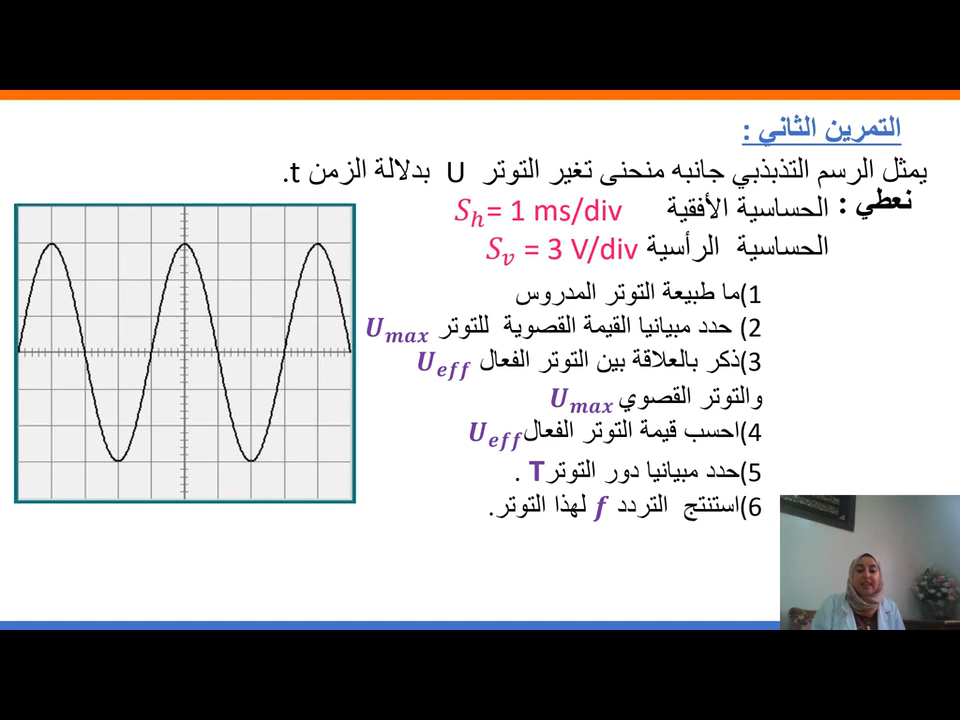 التمرين الثاني :
يمثل الرسم التذبذبي جانبه منحنى تغير التوتر U بدلالة الزمن t.
نعطي : الحساسية الأفقية Sₕ= 1 ms/div
الحساسية الرأسية Sᵥ = 3 V/div
1)ما طبيعة التوتر المدروس
2) حدد مبيانيا القيمة القصوية للتوتر Uₘₐₓ
3)ذكر بالعلاقة بين التوتر الفعال U_eff
والتوتر القصوي Uₘₐₓ
4)احسب قيمة التوتر الفعال U_eff
5)حدد مبيانيا دور التوتر T .
6)استنتج التردد f لهذا التوتر.